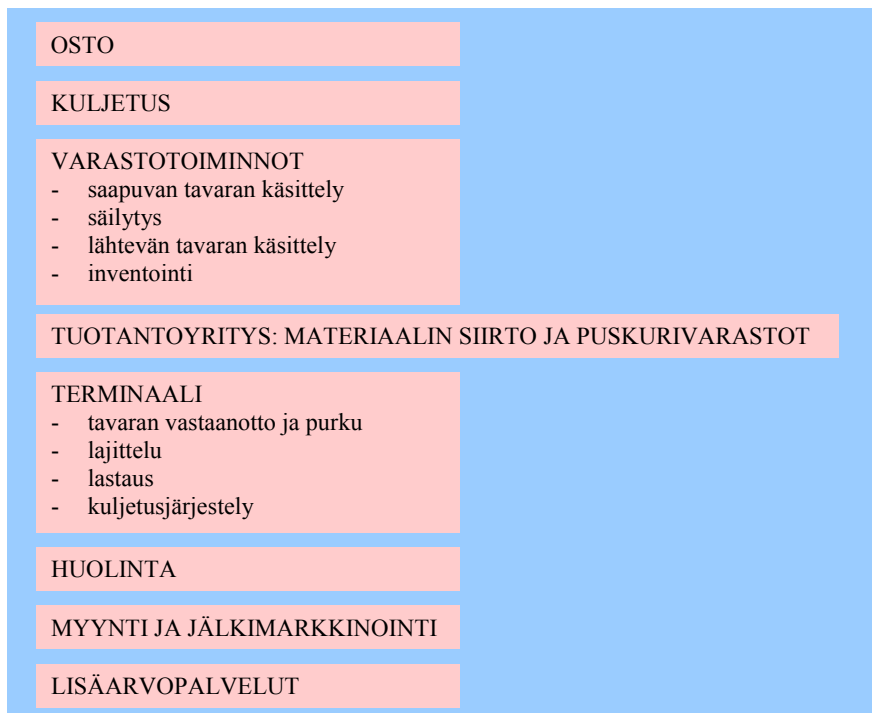 OSTO
KULJETUS
VARASTOTOIMINNOT
- saapuvan tavaran käsittely
- säilytys
- lähtevän tavaran käsittely
- inventointi
TUOTANTOYRITYS: MATERIAALIN SIIRTO JA PUSKURIVARASTOT
TERMINAALI
- tavaran vastaanotto ja purku
- lajittelu
- lastaus
- kuljetusjärjestely
HUOLINTA
MYYNTI JA JÄLKIMARKKINOINTI
LISÄARVOPALVELUT